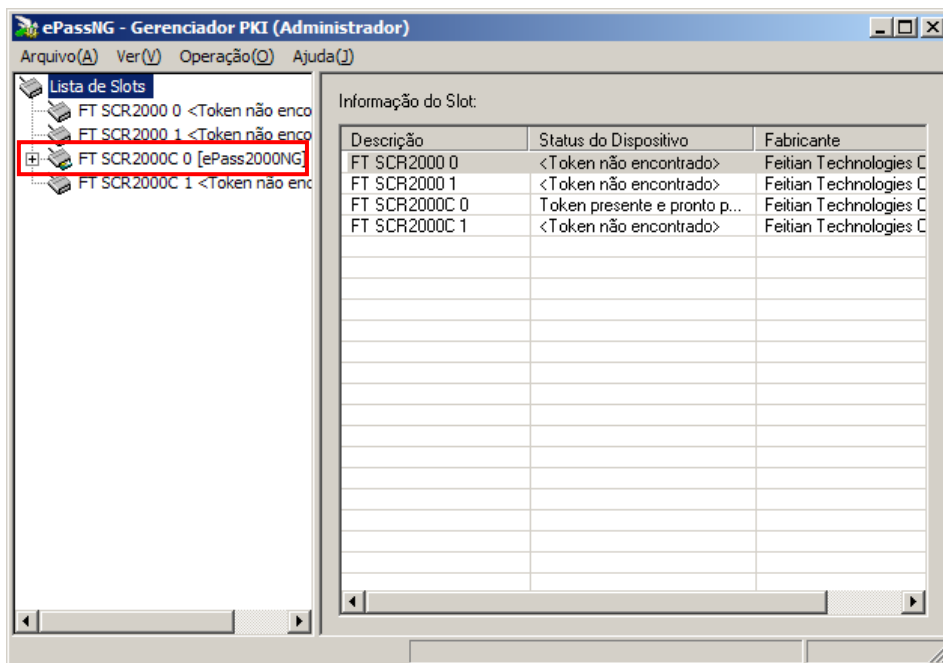 ePassNG - Gerenciador PKI (Administrador)
Arquivo(A) Ver(V) Operação(O) Ajuda(J)
Lista de Slots
FT SCR2000 0 <Token não enco
FT SCR2000 1 <Token não enco
FT SCR2000C 0 [ePass2000NG]
FT SCR2000C 1 <Token não enc
Informação do Slot:
Descrição Status do Dispositivo Fabricante
FT SCR2000 0 <Token não encontrado> Feitian Technologies C
FT SCR2000 1 <Token não encontrado> Feitian Technologies C
FT SCR2000C 0 Token presente e pronto p... Feitian Technologies C
FT SCR2000C 1 <Token não encontrado> Feitian Technologies C